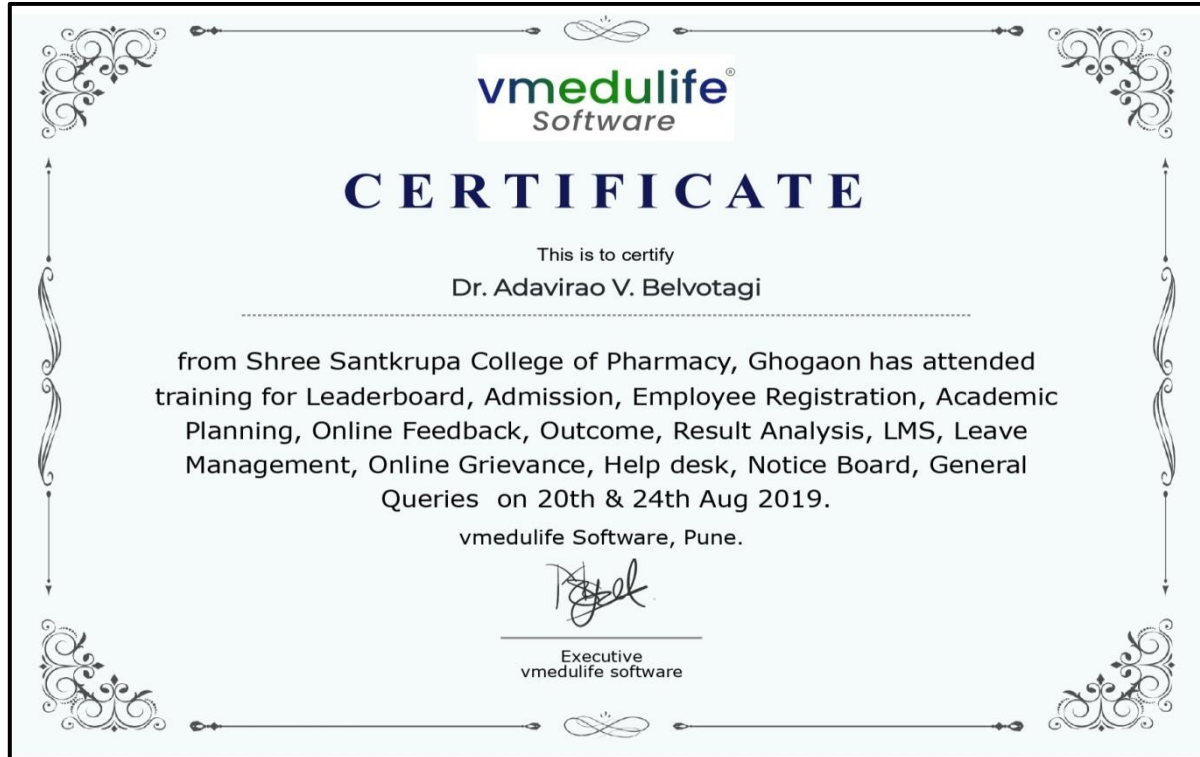 vmedulife®
Software
CERTIFICATE
This is to certify
Dr. Adavirao V. Belvotagi
from Shree Santkrupa College of Pharmacy, Ghogaon has attended
training for Leaderboard, Admission, Employee Registration, Academic
Planning, Online Feedback, Outcome, Result Analysis, LMS, Leave
Management, Online Grievance, Help desk, Notice Board, General
Queries  on 20th & 24th Aug 2019.
vmedulife Software, Pune.
Executive
vmedulife software